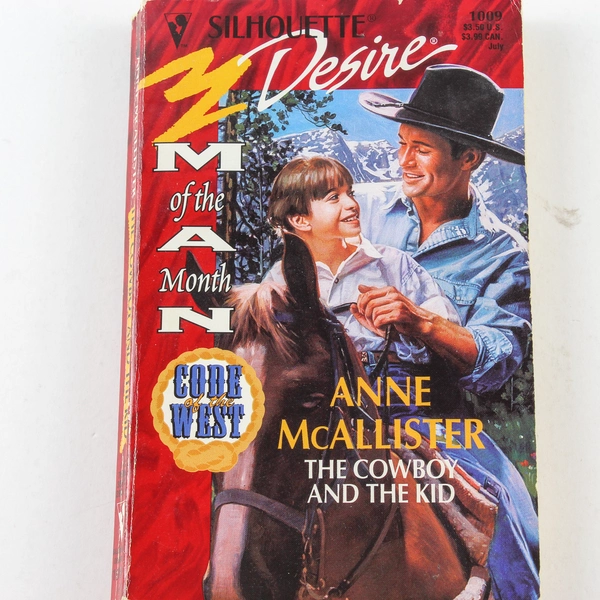 SILHOUETTE®
Desire®
1009
$3.50 U.S.
$3.99 CAN.
July
3
MAN
of the
Month
CODE
of the
WEST
ANNE
McALLISTER
THE COWBOY
AND THE KID